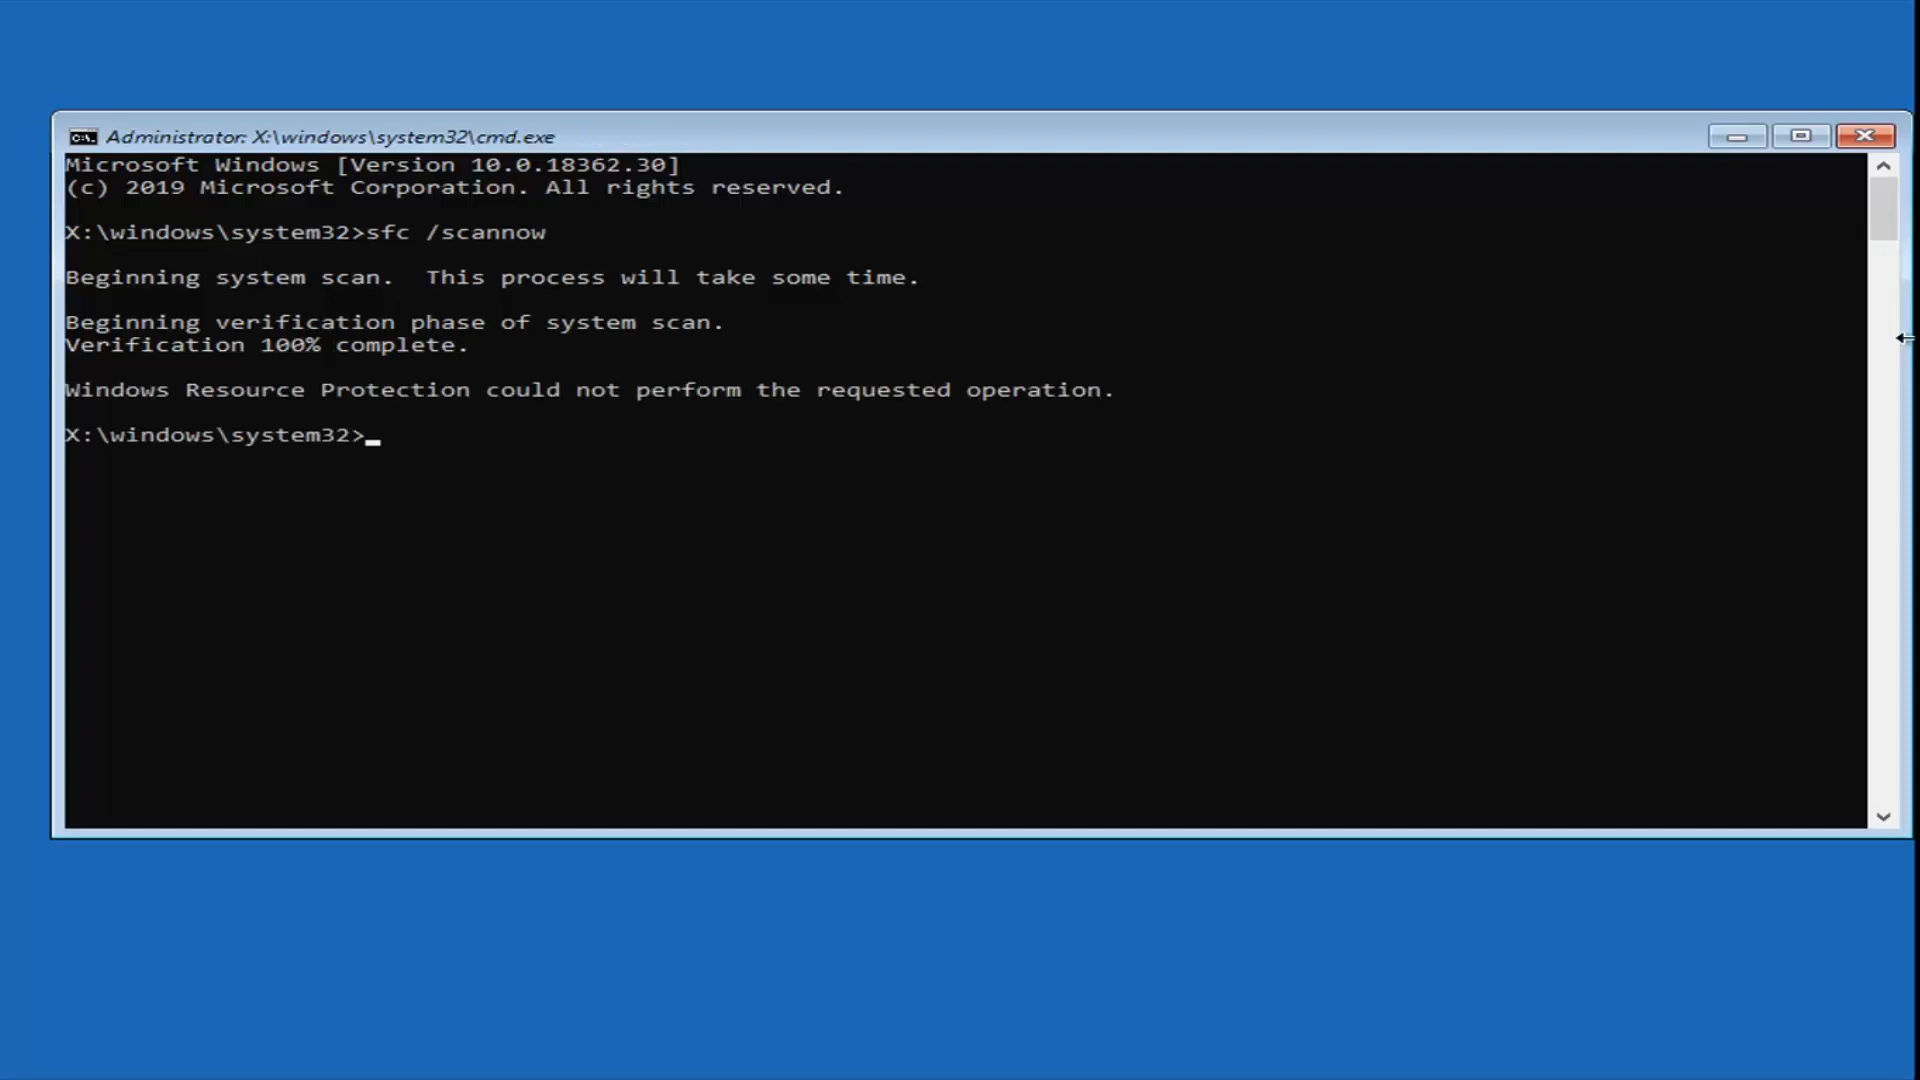 Administrator: X:\windows\system32\cmd.exe
Microsoft Windows [Version 10.0.18362.30]
(c) 2019 Microsoft Corporation. All rights reserved.
X:\windows\system32>sfc /scannow
Beginning system scan.  This process will take some time.
Beginning verification phase of system scan.
Verification 100% complete.
Windows Resource Protection could not perform the requested operation.
X:\windows\system32>